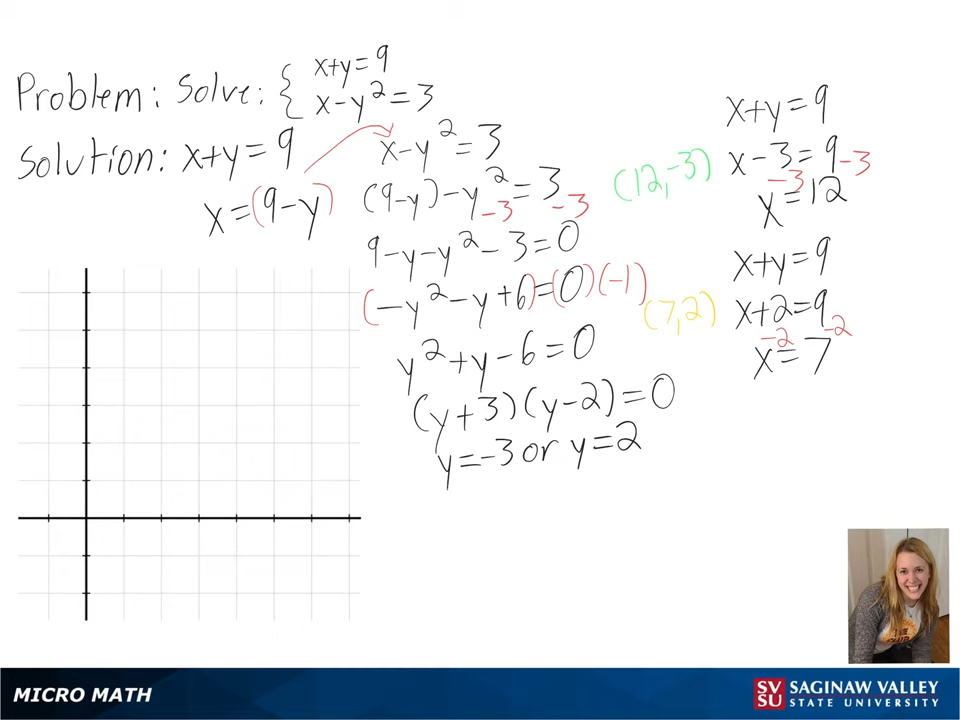 Problem: Solve: { x+y=9
x-y²=3
Solution: x+y=9
x=(9-y)
x-y²=3
(9-y)-y²=3
-3 -3
9-y-y²-3=0
(-y²-y+6)=(0)(-1)
y²+y-6=0
(y+3)(y-2)=0
y=-3 or y=2
(12,-3)
(7,2)
x+y=9
x-3=9-3
-3
x=12
x+y=9
x+2=9
-2 -2
x=7
MICRO MATH
SV
SU
SAGINAW VALLEY
STATE UNIVERSITY